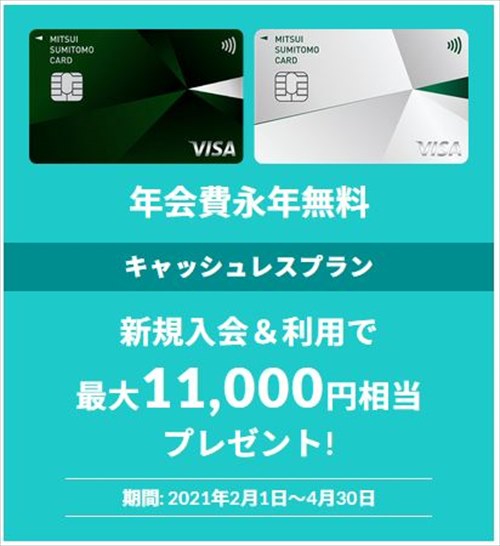 MITSUI
SUMITOMO
CARD
VISA
MITSUI
SUMITOMO
CARD
VISA
年会費永年無料
キャッシュレスプラン
新規入会＆利用で
最大11,000円相当
プレゼント!
期間: 2021年2月1日～4月30日